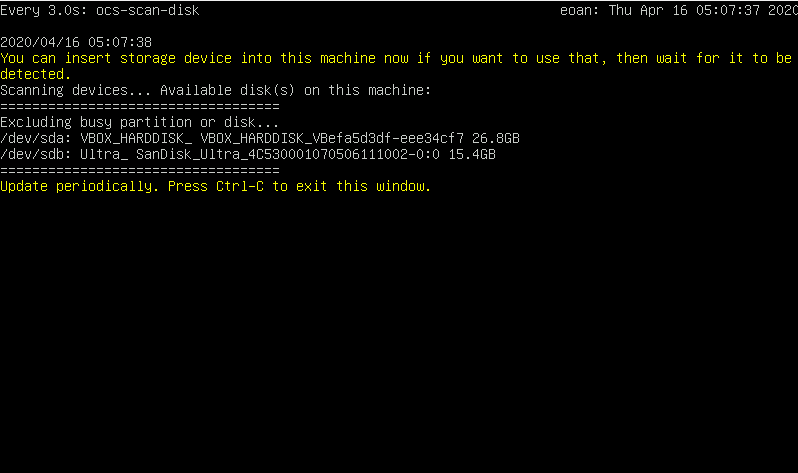 Every 3.0s: ocs-scan-disk eoan: Thu Apr 16 05:07:37 2020
2020/04/16 05:07:38
You can insert storage device into this machine now if you want to use that, then wait for it to be
detected.
Scanning devices... Available disk(s) on this machine:
===================================
Excluding busy partition or disk...
/dev/sda: VBOX_HARDDISK_ VBOX_HARDDISK_VBefa5d3df-eee34cf7 26.8GB
/dev/sdb: Ultra_ SanDisk_Ultra_4C530001070506111002-0:0 15.4GB
===================================
Update periodically. Press Ctrl-C to exit this window.